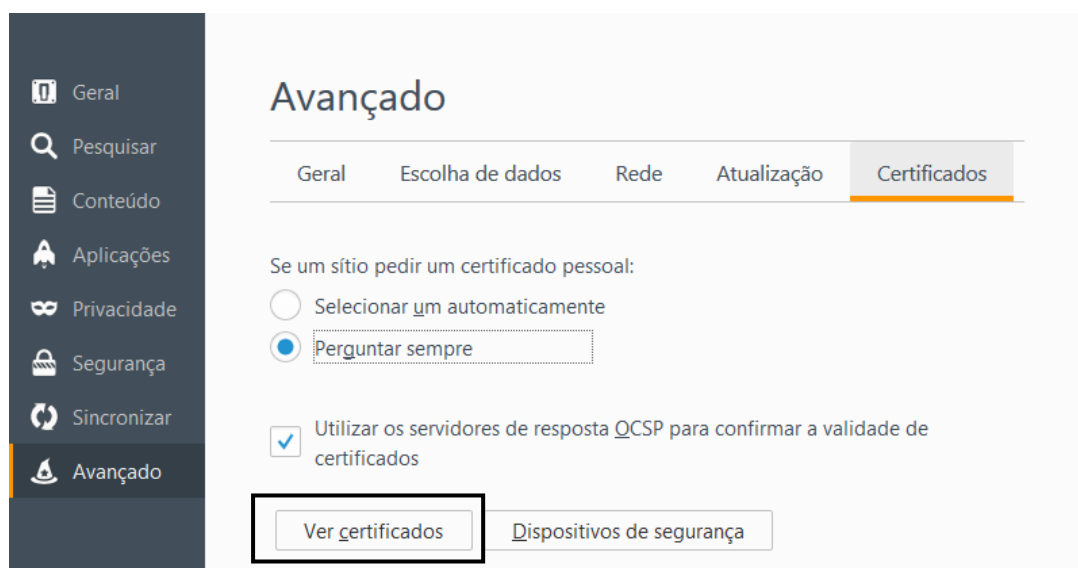 Geral
Pesquisar
Conteúdo
Aplicações
Privacidade
Segurança
Sincronizar
Avançado
Avançado
Geral Escolha de dados Rede Atualização Certificados
Se um sítio pedir um certificado pessoal:
Selecionar um automaticamente
Perguntar sempre
Utilizar os servidores de resposta OCSP para confirmar a validade de
certificados
Ver certificados Dispositivos de segurança